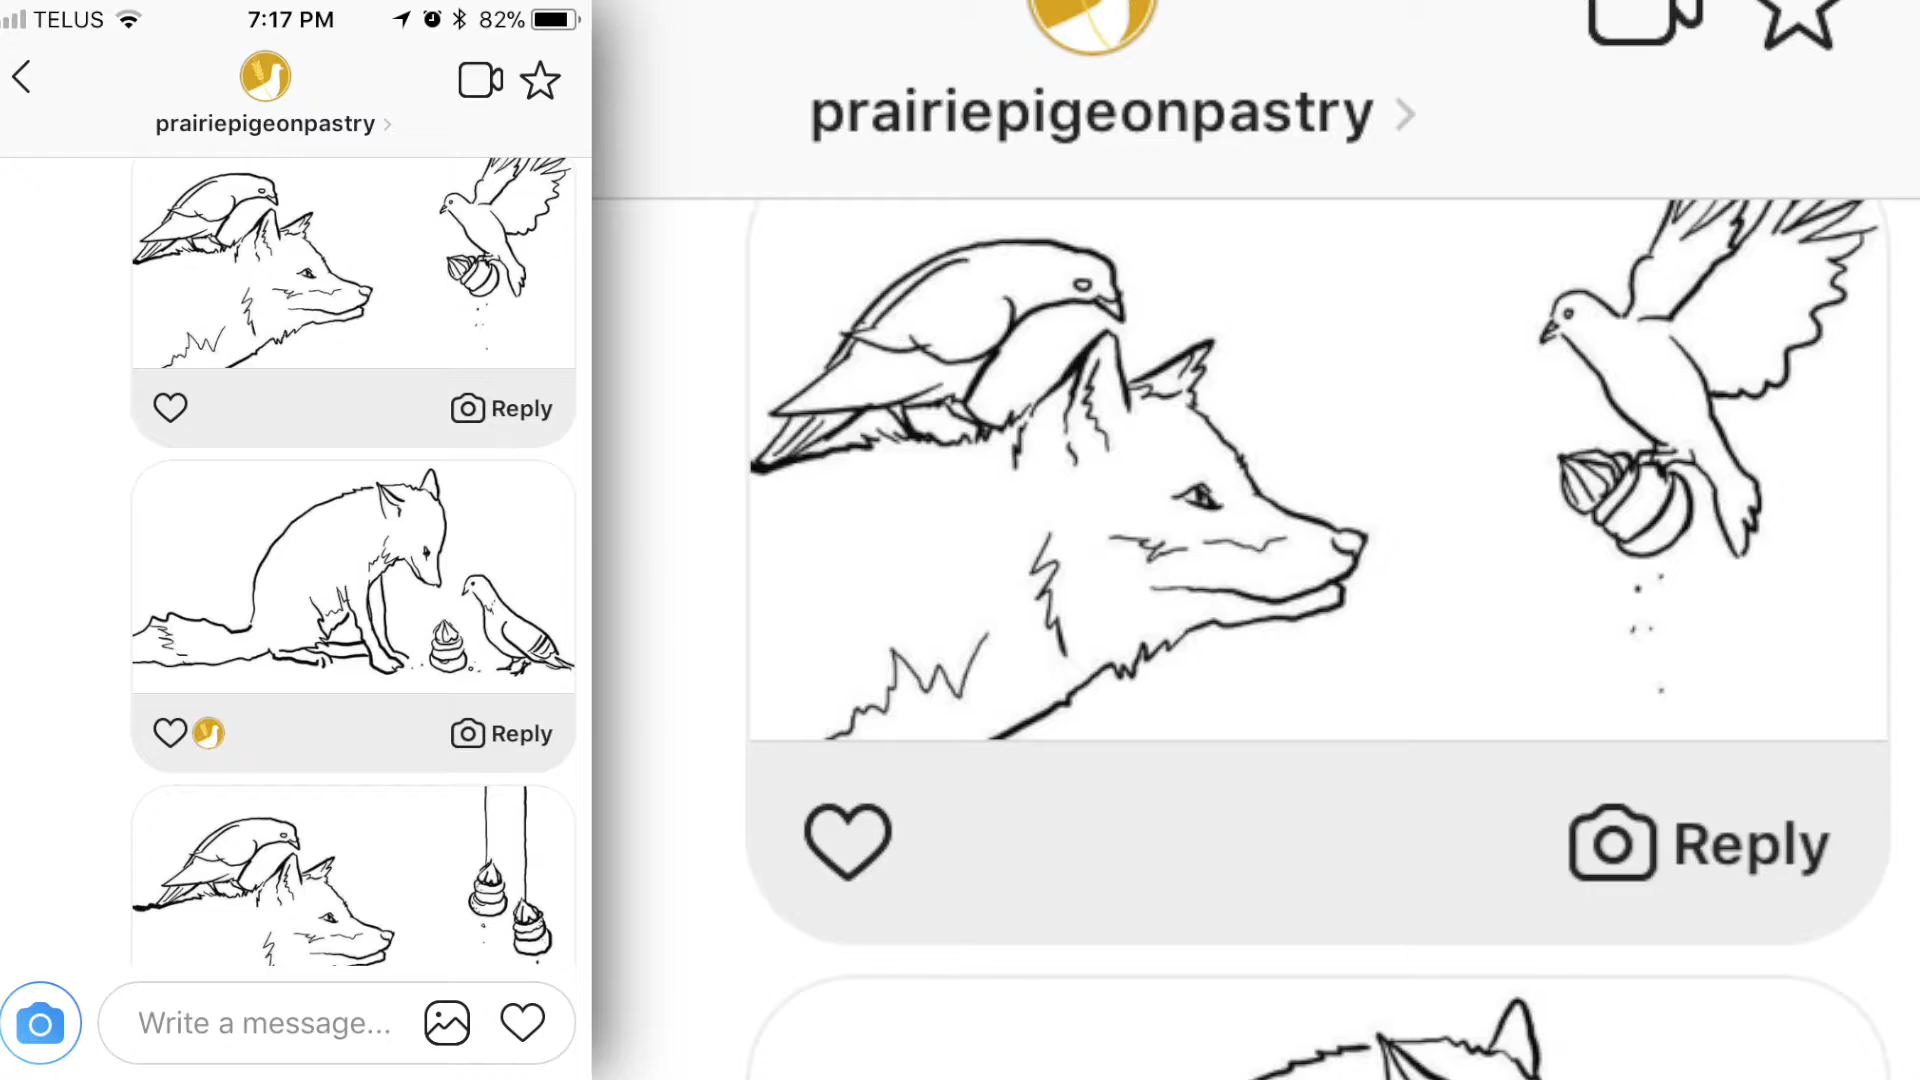 TELUS 7:17 PM 82%
prairiepigeonpastry
Reply
Reply
Write a message...
prairiepigeonpastry
Reply